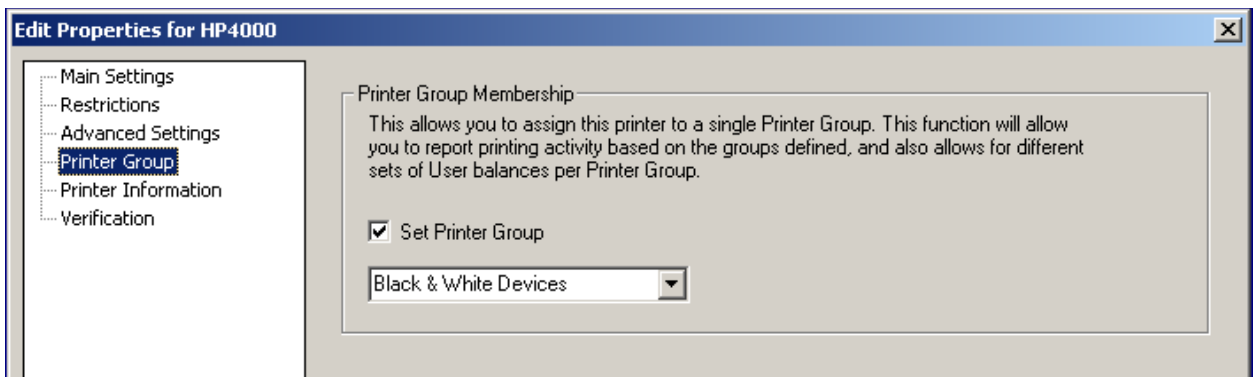 Edit Properties for HP4000
Main Settings
Restrictions
Advanced Settings
Printer Group
Printer Information
Verification
Printer Group Membership
This allows you to assign this printer to a single Printer Group. This function will allow
you to report printing activity based on the groups defined, and also allows for different
sets of User balances per Printer Group.
Set Printer Group
Black & White Devices